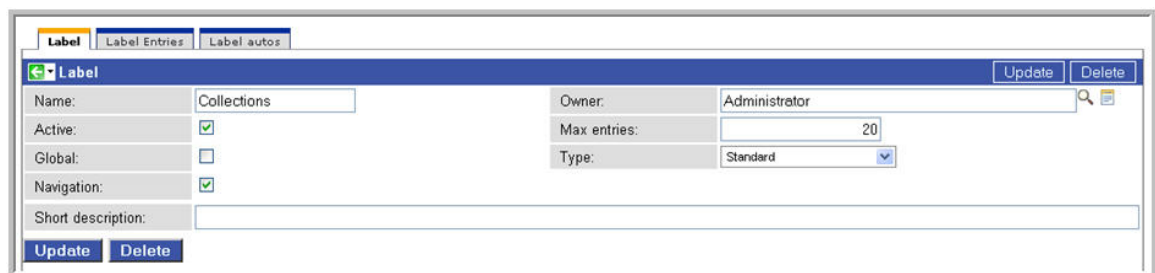 Label Label Entries Label autos
Label Update Delete
Name: Collections Owner: Administrator
Active: Max entries: 20
Global: Type: Standard
Navigation:
Short description:
Update Delete